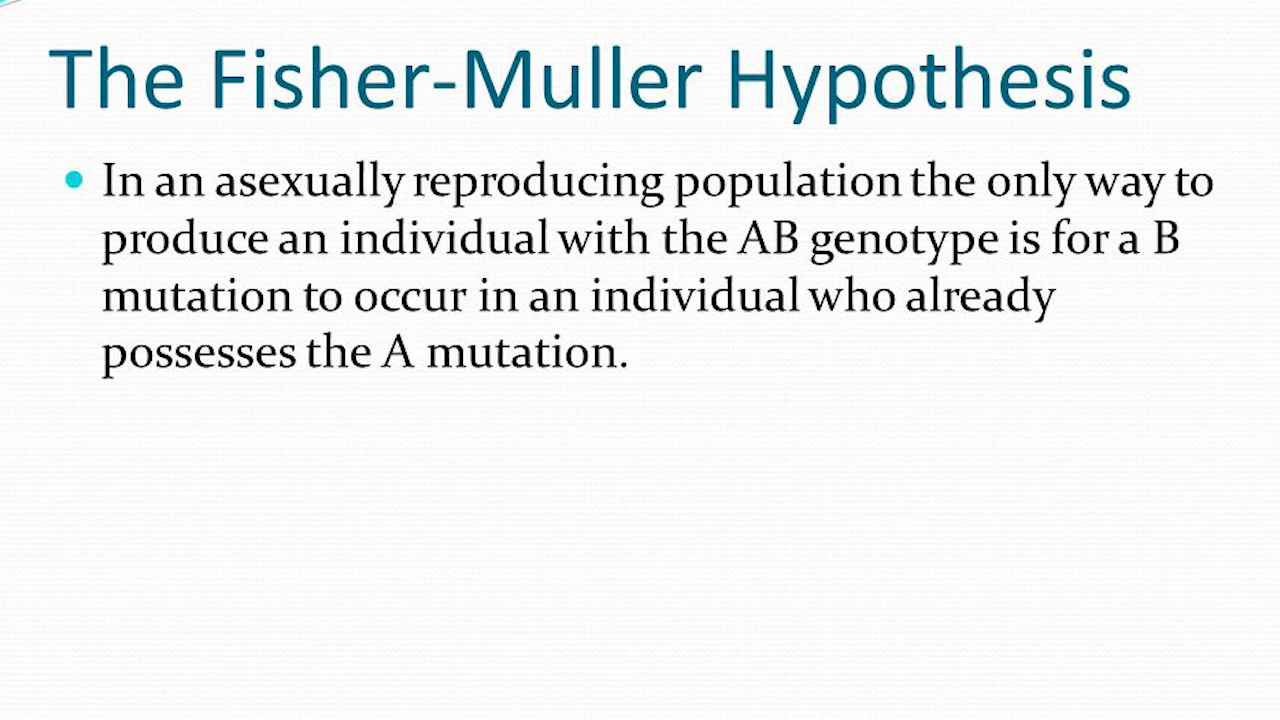 The Fisher-Muller Hypothesis
In an asexually reproducing population the only way to
produce an individual with the AB genotype is for a B
mutation to occur in an individual who already
possesses the A mutation.